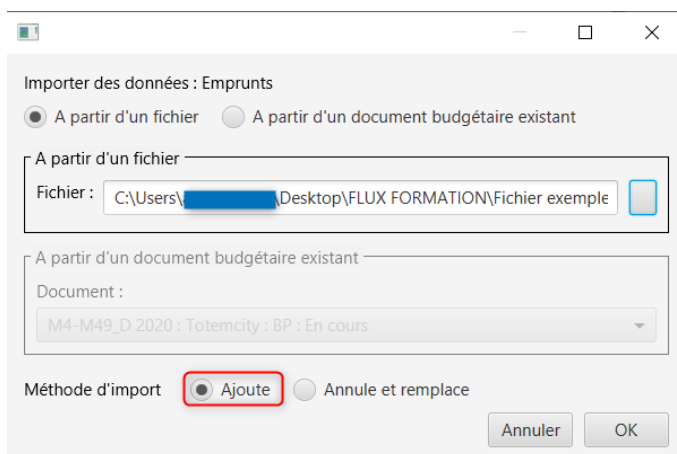 Importer des données : Emprunts
A partir d'un fichier A partir d'un document budgétaire existant
A partir d'un fichier
Fichier : C:\Users\ \Desktop\FLUX FORMATION\Fichier exemple
A partir d'un document budgétaire existant
Document :
M4-M49_D 2020 : Totemcity : BP : En cours
Méthode d'import Ajoute Annule et remplace
Annuler OK